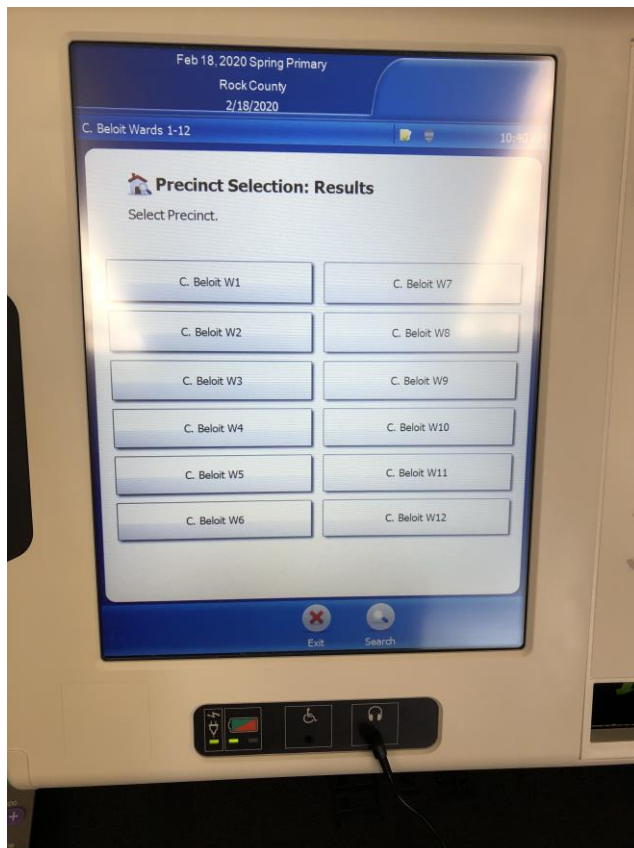 Feb 18, 2020 Spring Primary
Rock County
2/18/2020
C. Beloit Wards 1-12
Precinct Selection: Results
Select Precinct.
C. Beloit W1
C. Beloit W7
C. Beloit W2
C. Beloit W8
C. Beloit W3
C. Beloit W9
C. Beloit W4
C. Beloit W10
C. Beloit W5
C. Beloit W11
C. Beloit W6
C. Beloit W12
Exit
Search